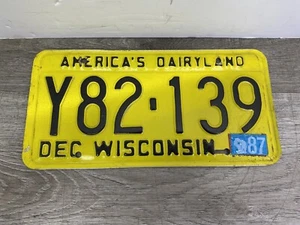 AMERICA'S DAIRYLAND
Y82-139
DEC WISCONSIN 87